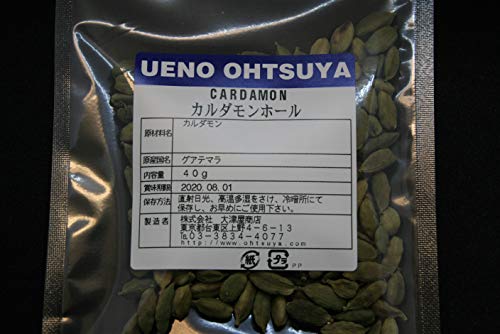 UENO OHTSUYA
CARDAMON
カルダモンホール
原材料名 カルダモン
原産国名 グアテマラ
内容量 40g
賞味期限 2020.08.01
保存方法 直射日光、高温多湿をさけ、冷暗所にて
保存し、お早めにご使用下さい。
製造者 株式会社 大津屋商店
東京都台東区上野4-6-13
℡03-3834-4077
http://www.ohtsuya.com
紙 プラ PP